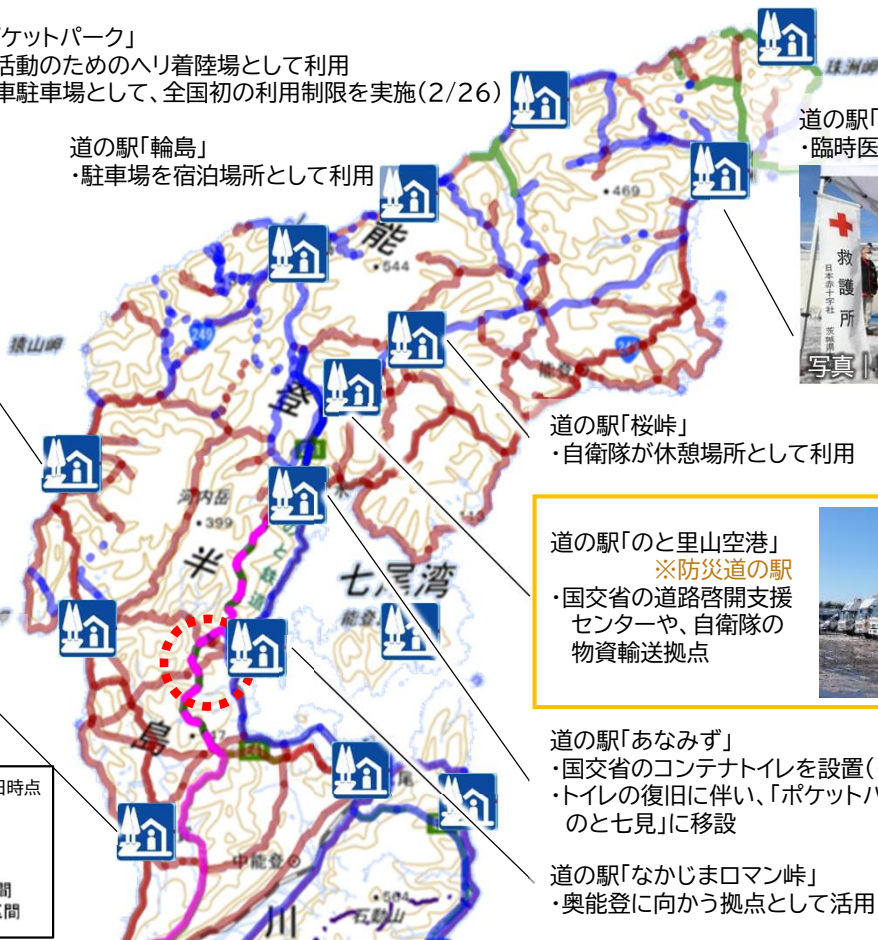 ケットパーク」
活動のためのヘリ着陸場として利用
車駐車場として、全国初の利用制限を実施(2/26)
道の駅「輪島」
・駐車場を宿泊場所として利用
珠洲岬
道の駅「
・臨時医
・469
能
・544
救護所
日本赤十字社
写真
249
猿山岬
登
道の駅「桜峠」
・自衛隊が休憩場所として利用
河内岳
・399
のと鉄道
半
七尾湾
道の駅「のと里山空港」
※防災道の駅
・国交省の道路啓開支援
センターや、自衛隊の
物資輸送拠点
島
道の駅「あなみず」
・国交省のコンテナトイレを設置(
・トイレの復旧に伴い、「ポケットパ
のと七見」に移設
日時点
間
間
尾
中能登
石動山
川
道の駅「なかじまロマン峠」
・奥能登に向かう拠点として活用